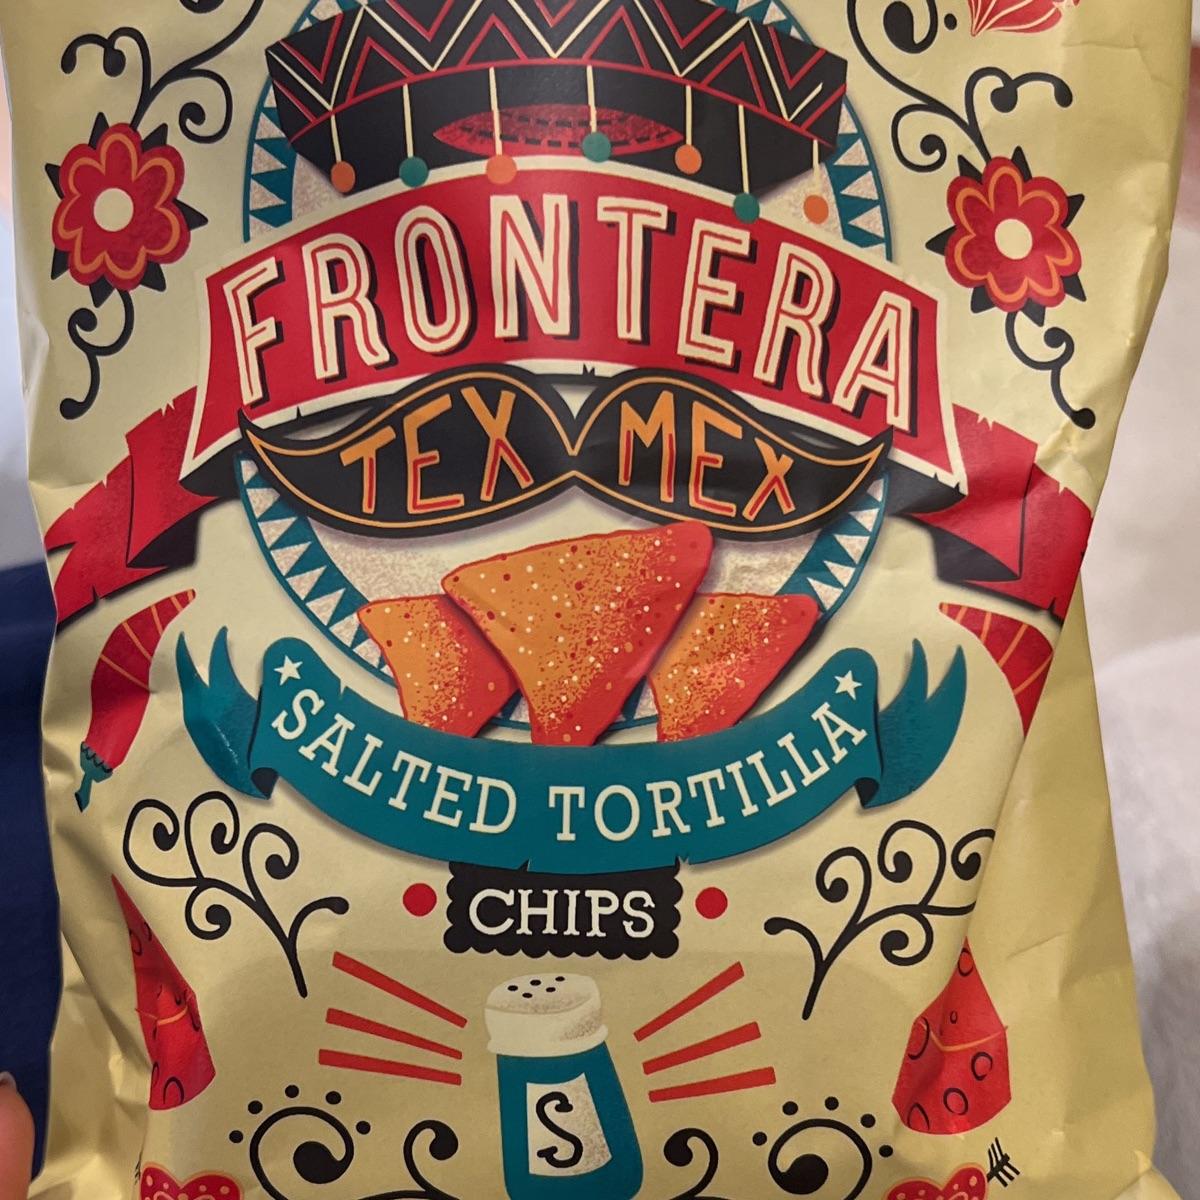 FRONTERA
TEX MEX
SALTED TORTILLA
CHIPS
S